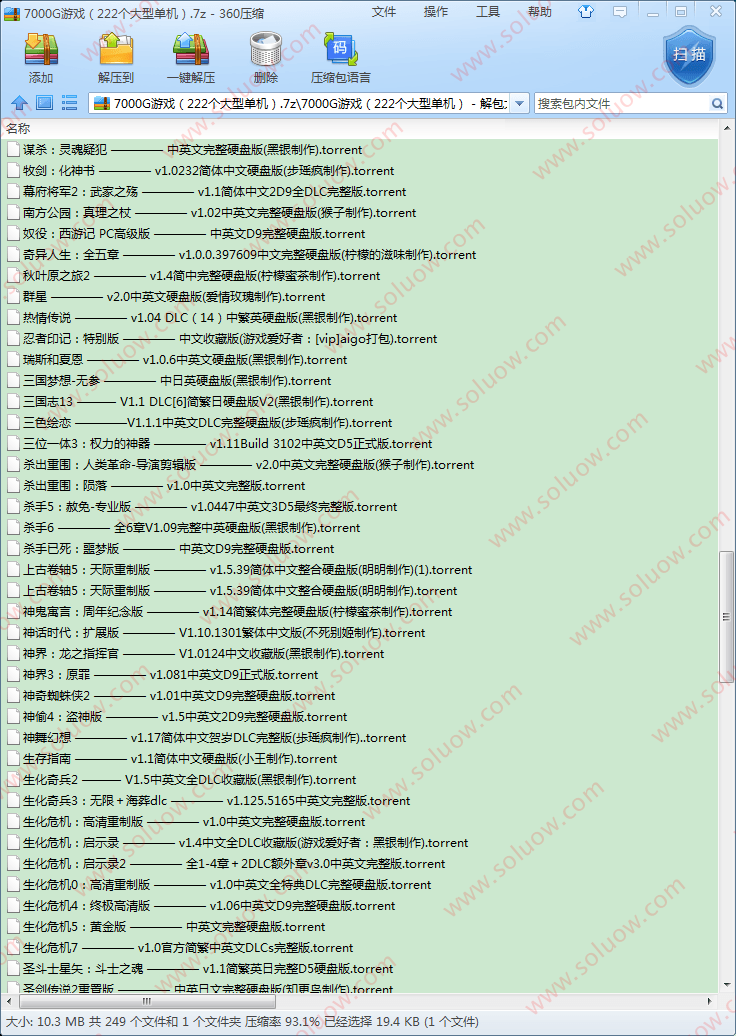 7000G游戏（222个大型单机）.7z - 360压缩
文件 操作 工具 帮助
添加 解压到 一键解压 删除 压缩包语言 扫描
7000G游戏（222个大型单机）.7z\7000G游戏（222个大型单机） - 解包大
搜索包内文件
名称
谋杀：灵魂疑犯 ———— 中英文完整硬盘版(黑银制作).torrent
牧剑：化神书 ———— v1.0232简体中文硬盘版(步瑶疯制作).torrent
幕府将军2：武家之殇 ———— v1.1简体中文2D9全DLC完整版.torrent
南方公园：真理之杖 ———— v1.02中英文完整硬盘版(猴子制作).torrent
奴役：西游记 PC高级版 ———— 中英文D9完整硬盘版.torrent
奇异人生：全五章 ———— v1.0.0.397609中文完整硬盘版(柠檬的滋味制作).torrent
秋叶原之旅2 ———— v1.4简中完整硬盘版(柠檬蜜茶制作).torrent
群星 ———— v2.0中英文硬盘版(爱情玫瑰制作).torrent
热情传说 ———— v1.04 DLC（14）中繁英硬盘版(黑银制作).torrent
忍者印记：特别版 ———— 中文收藏版(游戏爱好者：[vip]aigo打包).torrent
瑞斯和夏恩 ———— v1.0.6中英文硬盘版(黑银制作).torrent
三国梦想-无参 ———— 中日英硬盘版(黑银制作).torrent
三国志13 ——— V1.1 DLC[6]简繁日硬盘版V2(黑银制作).torrent
三色绘恋 ————V1.1.1中英文DLC完整硬盘版(步瑶疯制作).torrent
三位一体3：权力的神器 ———— v1.11Build 3102中英文D5正式版.torrent
杀出重围：人类革命-导演剪辑版 ———— v2.0中英文完整硬盘版(猴子制作).torrent
杀出重围：陨落 ———— v1.0中英文完整版.torrent
杀手5：赦免-专业版 ———— v1.0447中英文3D5最终完整版.torrent
杀手6 ———— 全6章V1.09完整中英硬盘版(黑银制作).torrent
杀手已死：噩梦版 ———— 中英文D9完整硬盘版.torrent
上古卷轴5：天际重制版 ———— v1.5.39简体中文整合硬盘版(明明制作)(1).torrent
上古卷轴5：天际重制版 ———— v1.5.39简体中文整合硬盘版(明明制作).torrent
神鬼寓言：周年纪念版 ———— v1.14简繁体完整硬盘版(柠檬蜜茶制作).torrent
神话时代：扩展版 ———— V1.10.1301繁体中文版(不死别姬制作).torrent
神界：龙之指挥官 ———— V1.0124中文收藏版(黑银制作).torrent
神界3：原罪 ———— v1.081中英文D9正式版.torrent
神奇蜘蛛侠2 ———— v1.01中英文D9完整硬盘版.torrent
神偷4：盗神版 ———— v1.5中英文2D9完整硬盘版.torrent
神舞幻想 ———— v1.17简体中文贺岁DLC完整版(步瑶疯制作)..torrent
生存指南 ———— v1.1简体中文硬盘版(小王制作).torrent
生化奇兵2 ——— V1.5中英文全DLC收藏版(黑银制作).torrent
生化奇兵3：无限＋海葬dlc ———— v1.125.5165中英文完整版.torrent
生化危机：高清重制版 ———— v1.0中英文完整硬盘版.torrent
生化危机：启示录 ———— v1.4中文全DLC收藏版(游戏爱好者：黑银制作).torrent
生化危机：启示录2 ———— 全1-4章＋2DLC额外章v3.0中英文完整版.torrent
生化危机0：高清重制版 ———— v1.0中英文全特典DLC完整硬盘版.torrent
生化危机4：终极高清版 ———— v1.06中英文D9完整硬盘版.torrent
生化危机5：黄金版 ———— 中英文完整硬盘版.torrent
生化危机7 ———— v1.0官方简繁中英文DLCs完整版.torrent
圣斗士星矢：斗士之魂 ———— v1.1简繁英日完整D5硬盘版.torrent
圣剑传说2重置版 ———— 中英日文完整硬盘版(知更鸟制作).torrent
大小: 10.3 MB 共 249 个文件和 1 个文件夹 压缩率 93.1% 已经选择 19.4 KB (1 个文件)
www.soluow.com